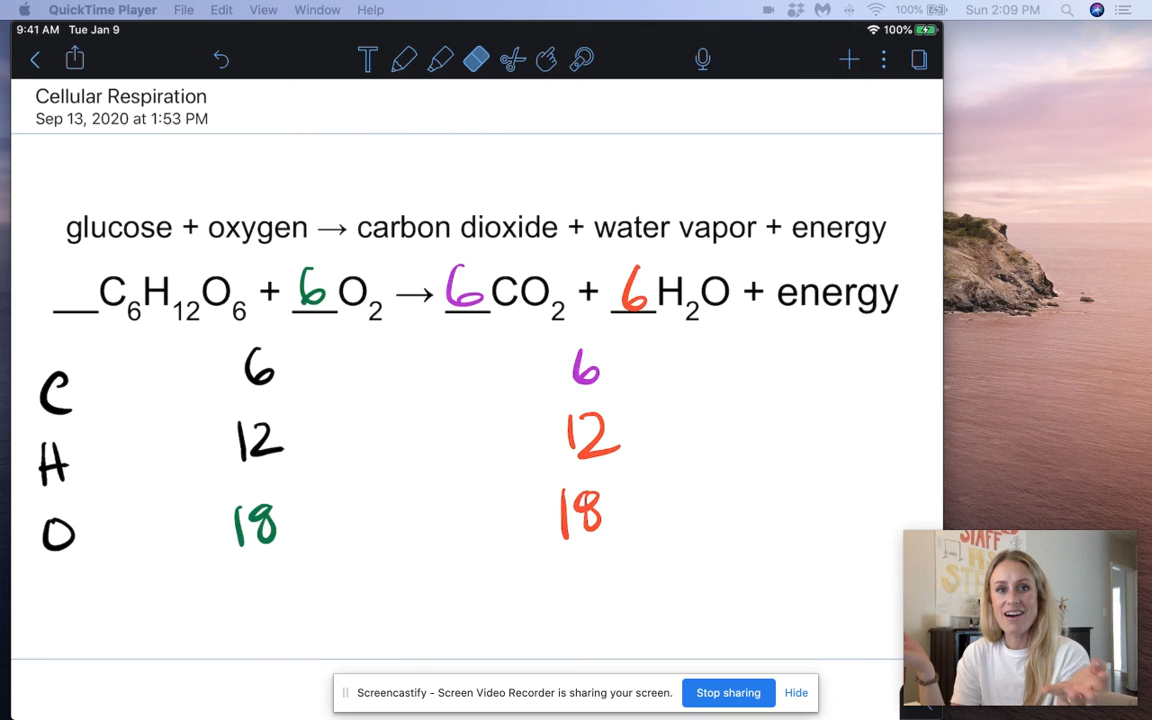 QuickTime Player File Edit View Window Help 100% Sun 2:09 PM
9:41 AM Tue Jan 9 100%
T
Cellular Respiration
Sep 13, 2020 at 1:53 PM
glucose + oxygen → carbon dioxide + water vapor + energy
__C₆H₁₂O₆ + 6O₂ → 6CO₂ + 6H₂O + energy
C 6 6
H 12 12
O 18 18
STAFF
Screencastify - Screen Video Recorder is sharing your screen. Stop sharing Hide